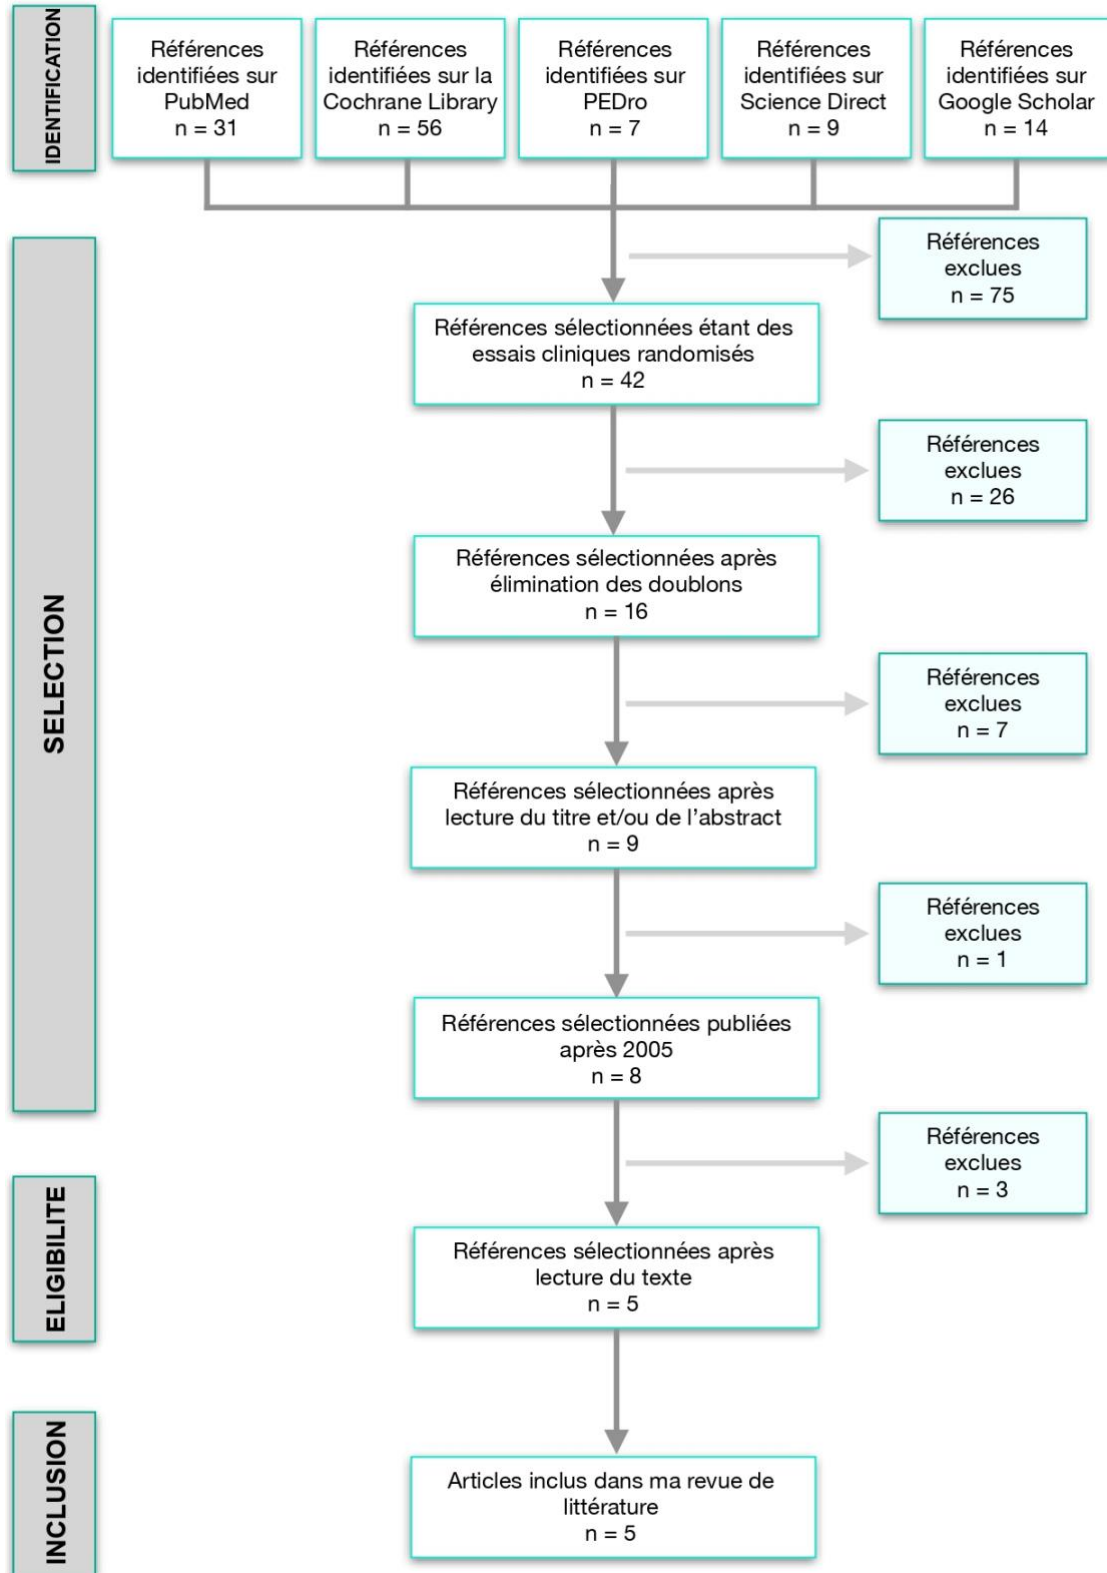 IDENTIFICATION
Références
identifiées sur
PubMed
n = 31
Références
identifiées sur la
Cochrane Library
n = 56
Références
identifiées sur
PEDro
n = 7
Références
identifiées sur
Science Direct
n = 9
Références
identifiées sur
Google Scholar
n = 14
SELECTION
Références
exclues
n = 75
Références sélectionnées étant des
essais cliniques randomisés
n = 42
Références
exclues
n = 26
Références sélectionnées après
élimination des doublons
n = 16
Références
exclues
n = 7
Références sélectionnées après
lecture du titre et/ou de l'abstract
n = 9
Références
exclues
n = 1
Références sélectionnées publiées
après 2005
n = 8
Références
exclues
n = 3
ELIGIBILITE
Références sélectionnées après
lecture du texte
n = 5
INCLUSION
Articles inclus dans ma revue de
littérature
n = 5